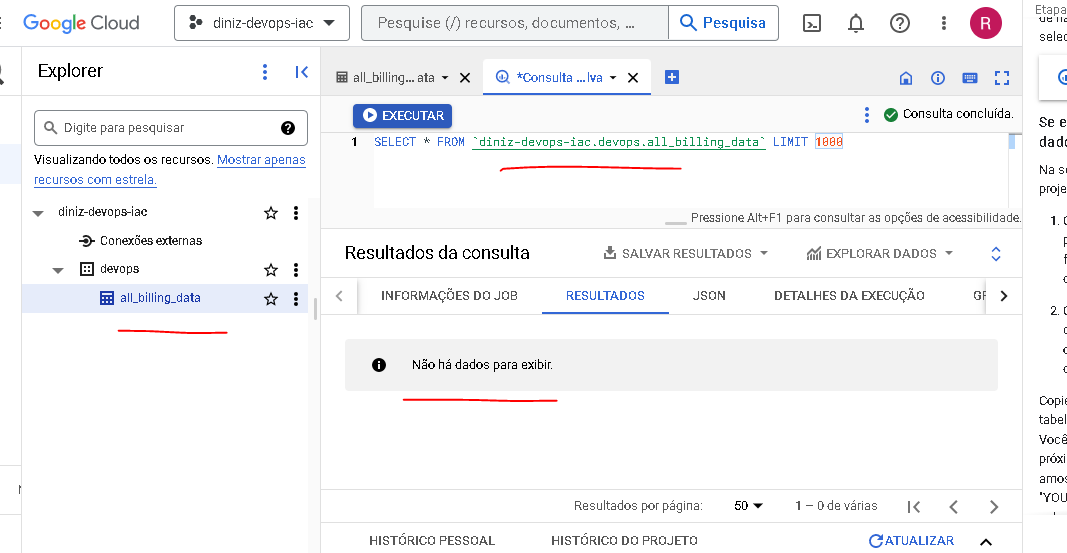 Google Cloud
diniz-devops-iac
Pesquise (/) recursos, documentos, ...
Pesquisa
R
Etapa
Explorer
all_billing... ata
*Consulta ...lva
selec
Digite para pesquisar
EXECUTAR
Consulta concluída.
Visualizando todos os recursos. Mostrar apenas
recursos com estrela.
1 SELECT * FROM `diniz-devops-iac.devops.all_billing_data` LIMIT 1000
Se e
dado
Na se
proje
diniz-devops-iac
Conexões externas
devops
all_billing_data
Pressione Alt+F1 para consultar as opções de acessibilidade.
Resultados da consulta
SALVAR RESULTADOS
EXPLORAR DADOS
INFORMAÇÕES DO JOB
RESULTADOS
JSON
DETALHES DA EXECUÇÃO
Não há dados para exibir.
1.
2.
Copie
tabel
Você
próxi
amos
"YOU
Resultados por página:
50
1 – 0 de várias
HISTÓRICO PESSOAL
HISTÓRICO DO PROJETO
ATUALIZAR